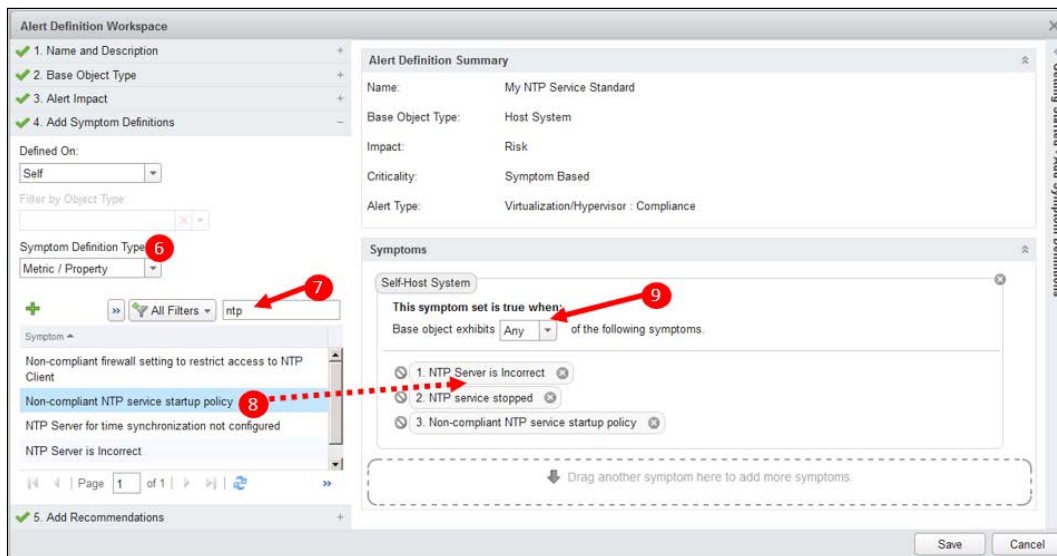 Alert Definition Workspace
1. Name and Description
2. Base Object Type
3. Alert Impact
4. Add Symptom Definitions
Defined On:
Self
Filter by Object Type
Symptom Definition Type
6
Metric / Property
7
All Filters
ntp
Symptom
Non-compliant firewall setting to restrict access to NTP
Client
Non-compliant NTP service startup policy
8
NTP Server for time synchronization not configured
NTP Server is Incorrect
Page 1 of 1
5. Add Recommendations
Alert Definition Summary
Name: My NTP Service Standard
Base Object Type: Host System
Impact: Risk
Criticality: Symptom Based
Alert Type: Virtualization/Hypervisor : Compliance
Symptoms
Self-Host System
9
This symptom set is true when:
Base object exhibits Any of the following symptoms.
1. NTP Server is Incorrect
2. NTP service stopped
3. Non-compliant NTP service startup policy
Drag another symptom here to add more symptoms.
Getting Started : Add Symptom Definitions
Save
Cancel